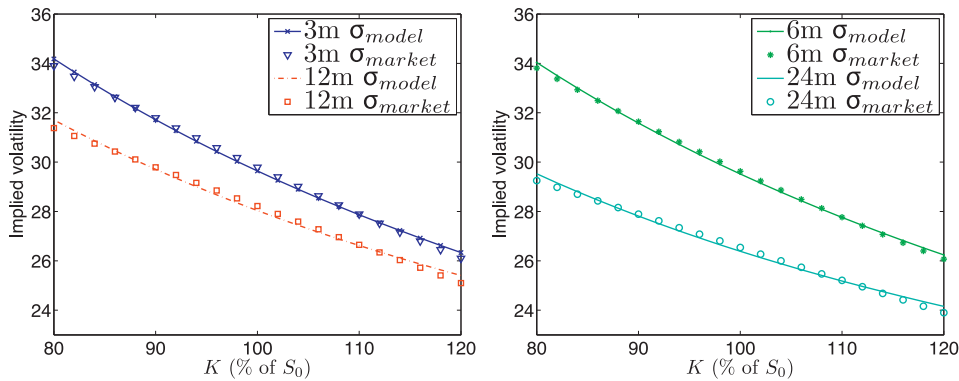 36
34
32
30
28
26
24
80
90
100
110
120
Implied volatility
K (% of S₀)
3m σmodel
3m σmarket
12m σmodel
12m σmarket
36
34
32
30
28
26
24
80
90
100
110
120
Implied volatility
K (% of S₀)
6m σmodel
6m σmarket
24m σmodel
24m σmarket